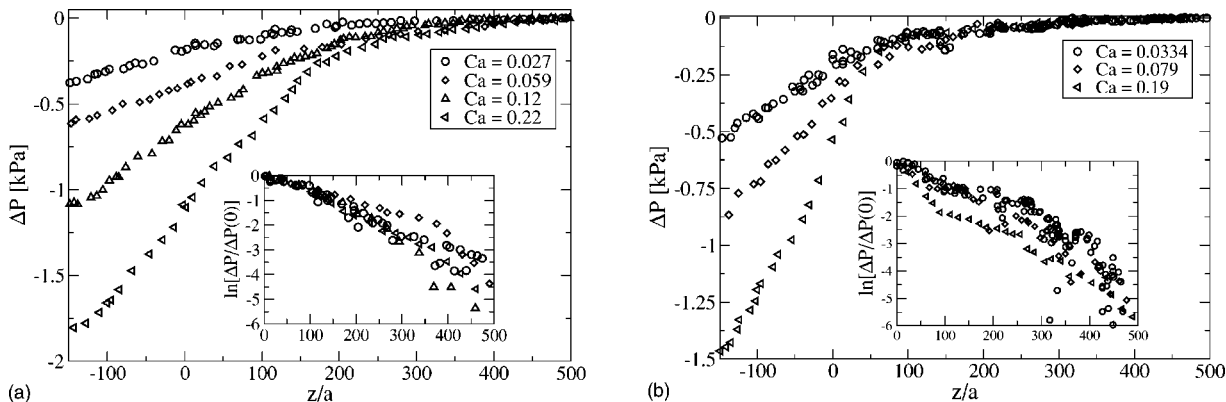 0
-0.5
-1
-1.5
-2
ΔP [kPa]
-100 0 100 200 300 400 500
z/a
(a)
Ca = 0.027
Ca = 0.059
Ca = 0.12
Ca = 0.22
0
-1
-2
-3
-4
-5
-6
ln[ΔP/ΔP(0)]
0 100 200 300 400 500
0
-0.25
-0.5
-0.75
-1
-1.25
-1.5
ΔP [kPa]
-100 0 100 200 300 400 500
z/a
(b)
Ca = 0.0334
Ca = 0.079
Ca = 0.19
0
-1
-2
-3
-4
-5
-6
ln[ΔP/ΔP(0)]
0 100 200 300 400 500